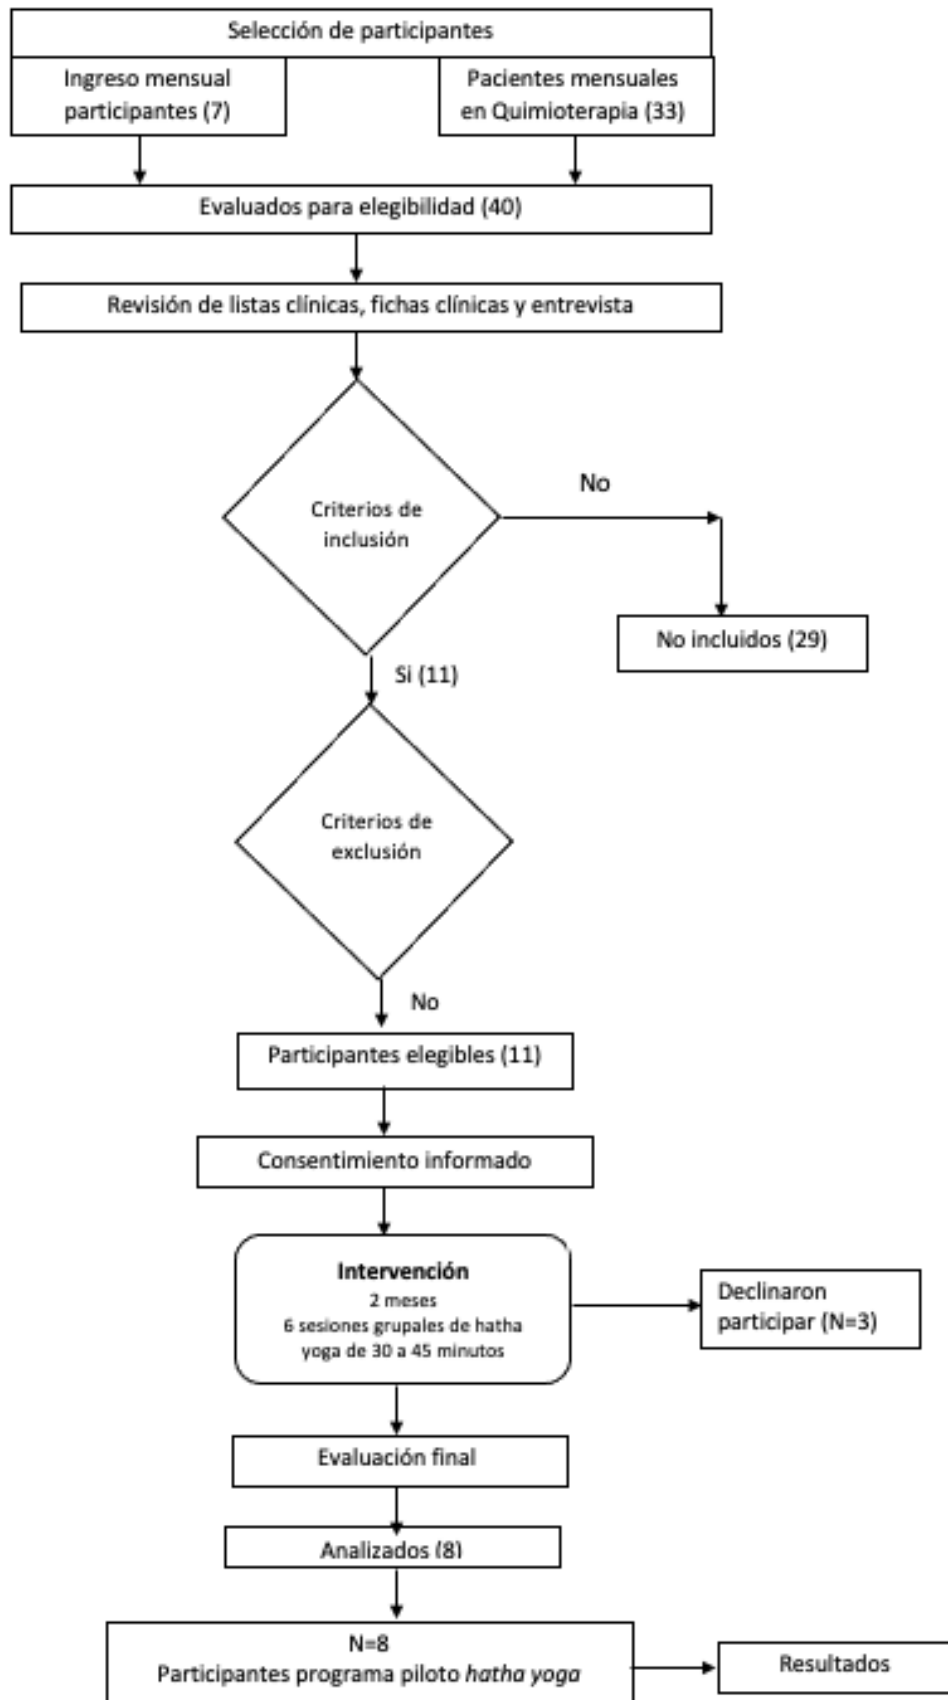 Selección de participantes
Ingreso mensual
participantes (7)
Pacientes mensuales
en Quimioterapia (33)
Evaluados para elegibilidad (40)
Revisión de listas clínicas, fichas clínicas y entrevista
Criterios de
inclusión
No
No incluidos (29)
Si (11)
Criterios de
exclusión
No
Participantes elegibles (11)
Consentimiento informado
Intervención
2 meses
6 sesiones grupales de hatha
yoga de 30 a 45 minutos
Declinaron
participar (N=3)
Evaluación final
Analizados (8)
N=8
Participantes programa piloto hatha yoga
Resultados